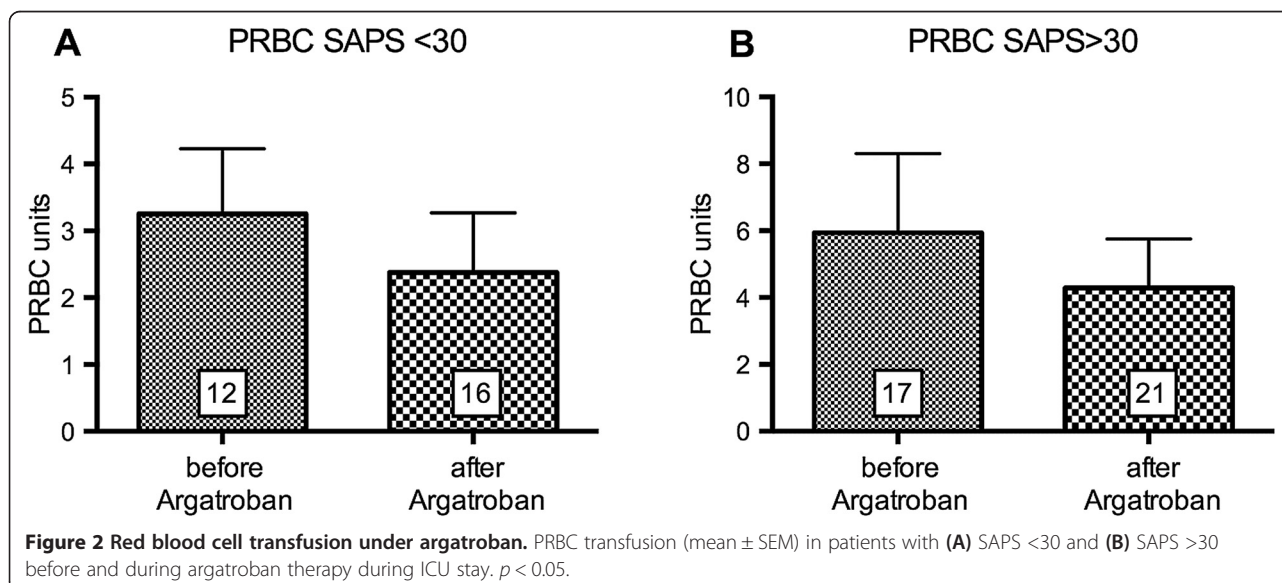 A PRBC SAPS <30
5
4
3
2
1
0
PRBC units
12
16
before
Argatroban
after
Argatroban
B PRBC SAPS>30
10
8
6
4
2
0
PRBC units
17
21
before
Argatroban
after
Argatroban
Figure 2 Red blood cell transfusion under argatroban. PRBC transfusion (mean ± SEM) in patients with (A) SAPS <30 and (B) SAPS >30
before and during argatroban therapy during ICU stay. p < 0.05.